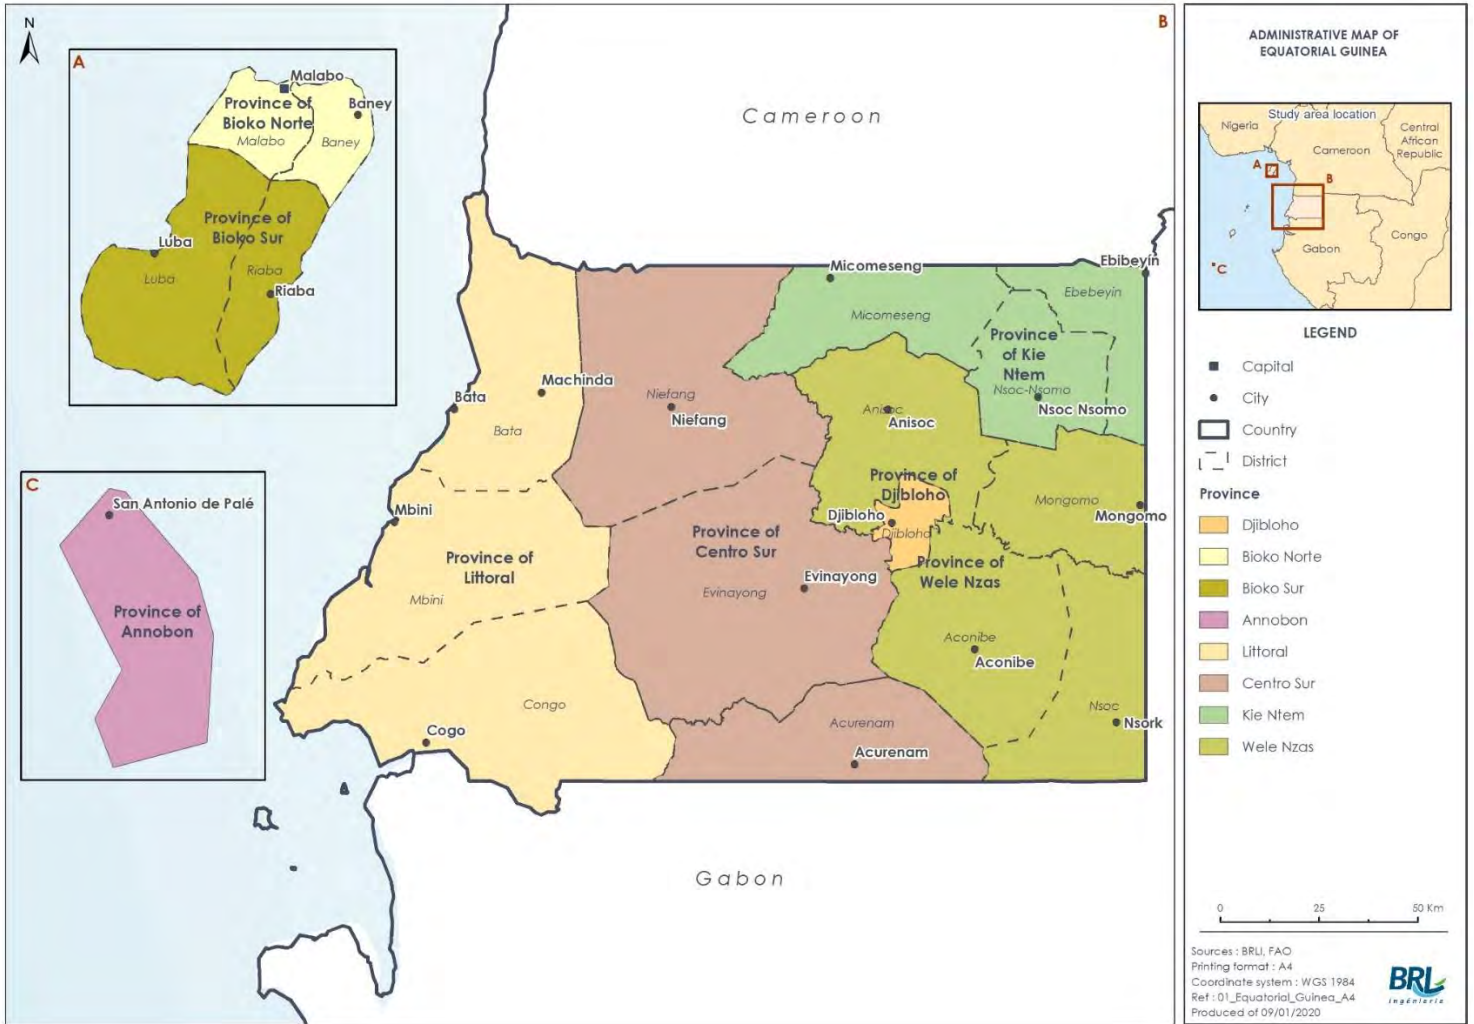 N
A
Malabo
Province of
Bioko Norte
Baney
Malabo
Baney
Province of
Bioko Sur
Luba
Luba
Riaba
Riaba
C
San Antonio de Palé
Province of
Annobon
B
Cameroon
Micomeseng
Ebibeyin
Ebebeyin
Micomeseng
Province
of Kie
Ntem
Nsoc-Nsomo
Nsoc Nsomo
Machinda
Bata
Bata
Niefang
Niefang
Anisoc
Anisoc
Province of
Djibloho
Djibloho
Djibloho
Mongomo
Mongomo
Mbini
Province of
Littoral
Mbini
Province of
Centro Sur
Evinayong
Evinayong
Province of
Wele Nzas
Aconibe
Aconibe
Nsoc
Nsork
Congo
Cogo
Acurenam
Acurenam
Gabon
ADMINISTRATIVE MAP OF
EQUATORIAL GUINEA
Study area location
Nigeria
Central
African
Republic
Cameroon
A
B
Congo
Gabon
C
LEGEND
Capital
City
Country
District
Province
Djibloho
Bioko Norte
Bioko Sur
Annobon
Littoral
Centro Sur
Kie Ntem
Wele Nzas
0 25 50 Km
Sources : BRLI, FAO
Printing format : A4
Coordinate system : WGS 1984
Ref : 01_Equatorial_Guinea_A4
Produced of 09/01/2020
BRL
Ingénierie